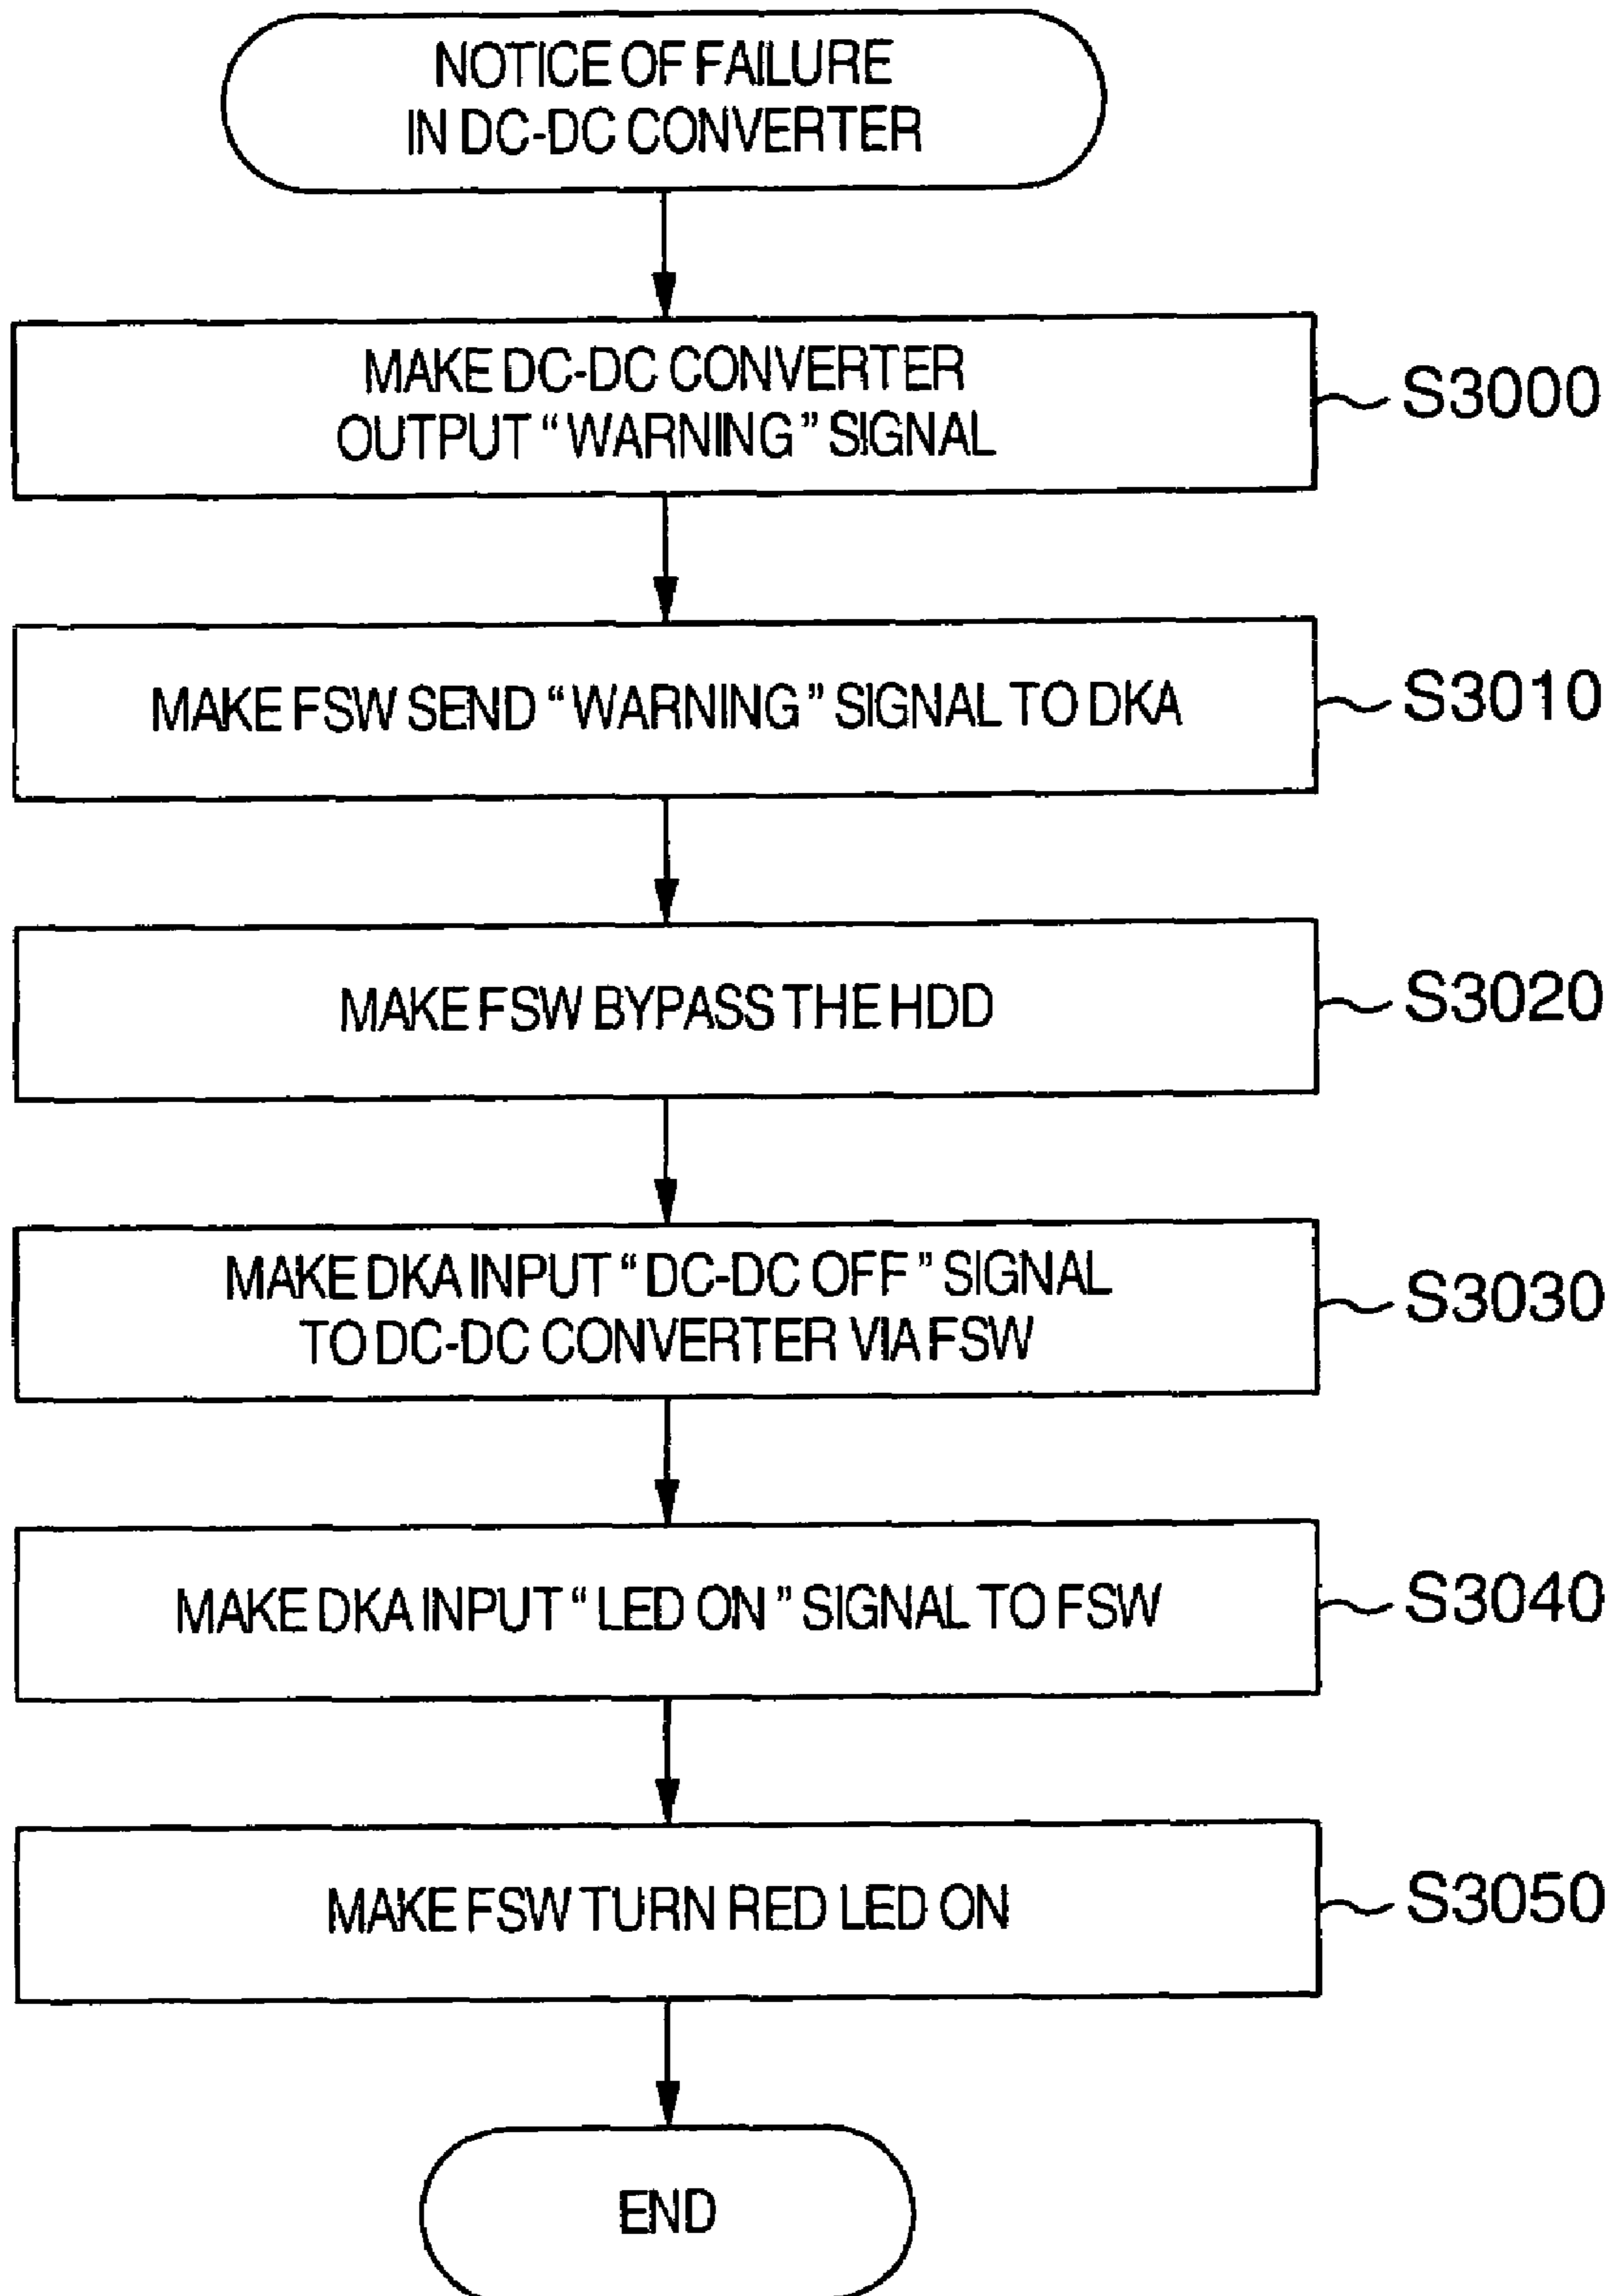 NOTICE OF FAILURE
IN DC-DC CONVERTER
MAKE DC-DC CONVERTER
OUTPUT “WARNING” SIGNAL
S3000
MAKE FSW SEND “WARNING” SIGNAL TO DKA
S3010
MAKE FSW BYPASS THE HDD
S3020
MAKE DKA INPUT “DC-DC OFF” SIGNAL
TO DC-DC CONVERTER VIA FSW
S3030
MAKE DKA INPUT “LED ON” SIGNAL TO FSW
S3040
MAKE FSW TURN RED LED ON
S3050
END